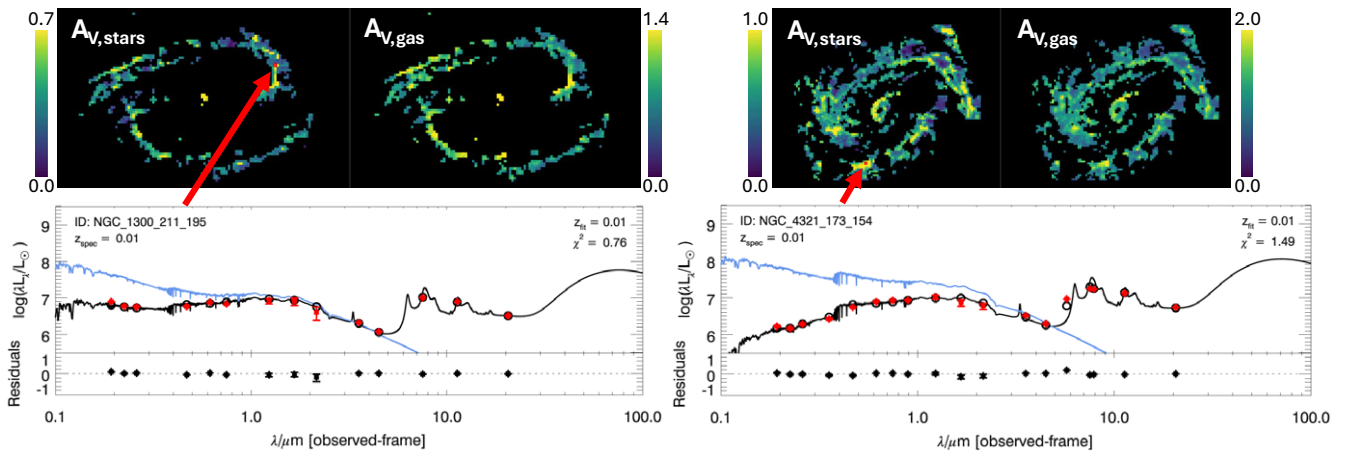 0.7
A_V,stars
A_V,gas
1.4
0.0
0.0
1.0
A_V,stars
A_V,gas
2.0
0.0
0.0
ID: NGC_1300_211_195
z_spec = 0.01
z_fit = 0.01
χ² = 0.76
log(λL_λ/L_☉)
9
8
7
6
Residuals
1
0
-1
0.1
1.0
10.0
100.0
λ/μm [observed-frame]
ID: NGC_4321_173_154
z_spec = 0.01
z_fit = 0.01
χ² = 1.49
log(λL_λ/L_☉)
9
8
7
6
Residuals
1
0
-1
0.1
1.0
10.0
100.0
λ/μm [observed-frame]